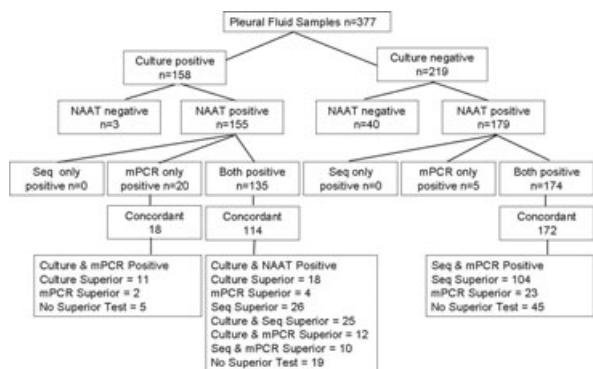 Pleural Fluid Samples n=377
Culture positive
n=158
Culture negative
n=219
NAAT negative
n=3
NAAT positive
n=155
NAAT negative
n=40
NAAT positive
n=179
Seq only
positive n=0
mPCR only
positive n=20
Both positive
n=135
Seq only
positive n=0
mPCR only
positive n=5
Both positive
n=174
Concordant
18
Concordant
114
Concordant
172
Culture & mPCR Positive
Culture Superior = 11
mPCR Superior = 2
No Superior Test = 5
Culture & NAAT Positive
Culture Superior = 18
mPCR Superior = 4
Seq Superior = 26
Culture & Seq Superior = 25
Culture & mPCR Superior = 12
Seq & mPCR Superior = 10
No Superior Test = 19
Seq & mPCR Positive
Seq Superior = 104
mPCR Superior = 23
No Superior Test = 45